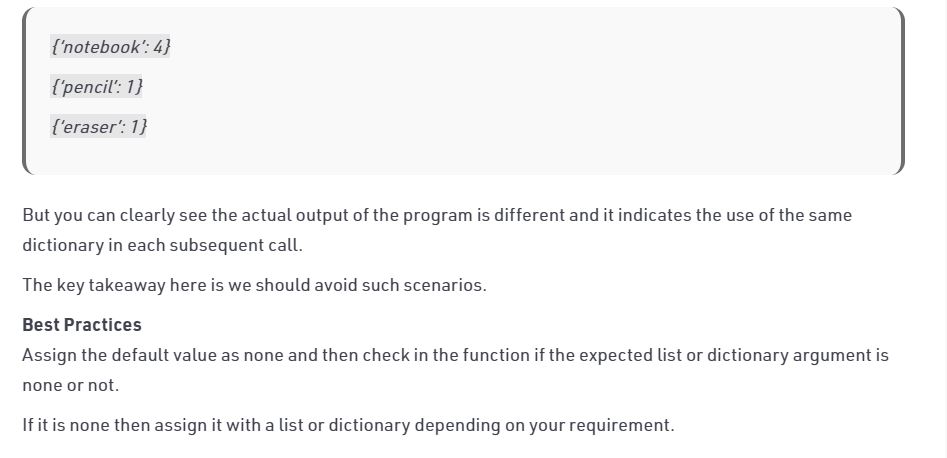 {‘notebook’: 4}
{‘pencil’: 1}
{‘eraser’: 1}
But you can clearly see the actual output of the program is different and it indicates the use of the same
dictionary in each subsequent call.
The key takeaway here is we should avoid such scenarios.
Best Practices
Assign the default value as none and then check in the function if the expected list or dictionary argument is
none or not.
If it is none then assign it with a list or dictionary depending on your requirement.